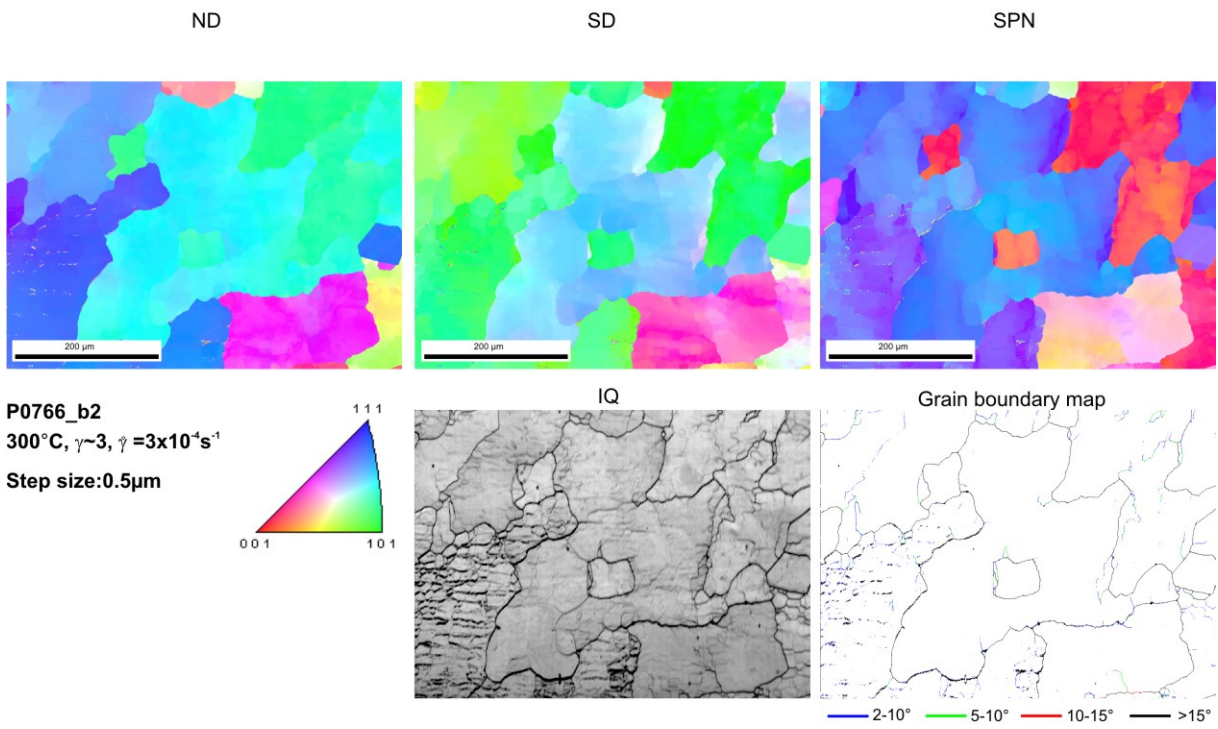 ND SD SPN
200 µm 200 µm 200 µm
IQ Grain boundary map
P0766_b2
300°C, γ~3, γ̇ =3x10⁻⁴s⁻¹
Step size:0.5µm
1 1 1
0 0 1 1 0 1
2-10° 5-10° 10-15° >15°